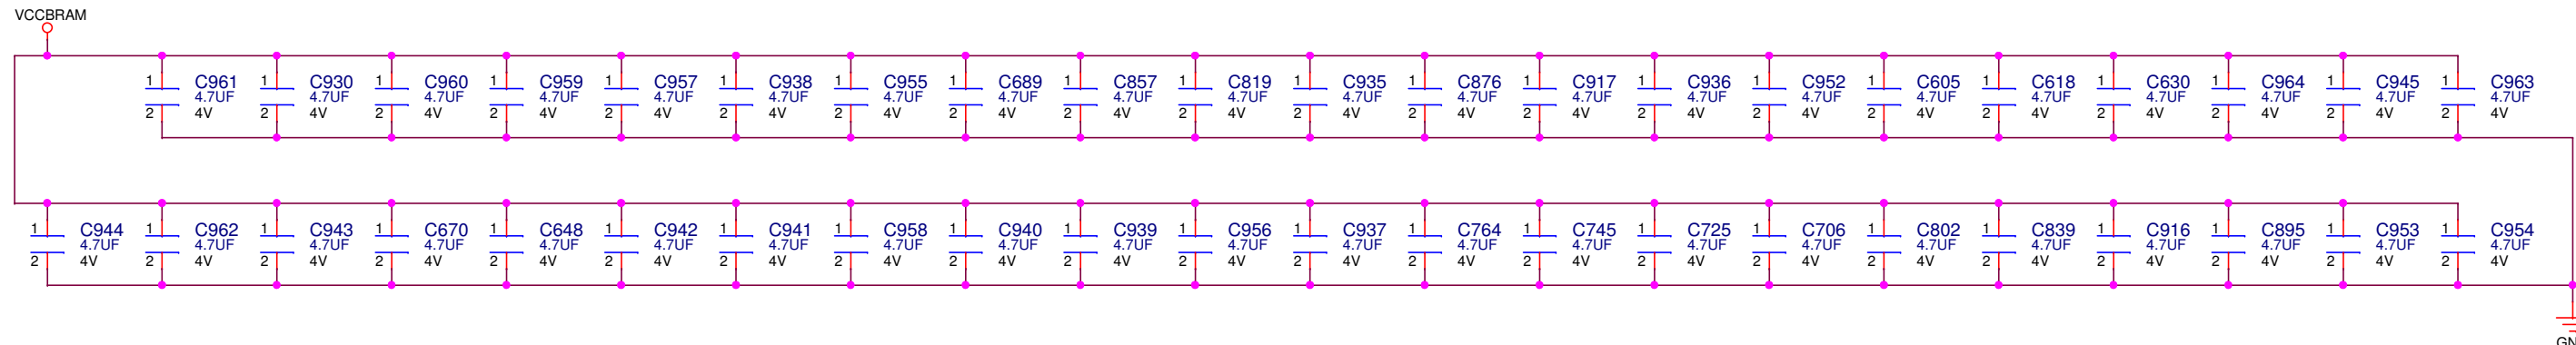 VCCBRAM
1 C961 1 C930 1 C960 1 C959 1 C957 1 C938 1 C955 1 C689 1 C857 1 C819 1 C935 1 C876 1 C917 1 C936 1 C952 1 C605 1 C618 1 C630 1 C964 1 C945 1 C963
4.7UF 4.7UF 4.7UF 4.7UF 4.7UF 4.7UF 4.7UF 4.7UF 4.7UF 4.7UF 4.7UF 4.7UF 4.7UF 4.7UF 4.7UF 4.7UF 4.7UF 4.7UF 4.7UF 4.7UF 4.7UF
2 4V 2 4V 2 4V 2 4V 2 4V 2 4V 2 4V 2 4V 2 4V 2 4V 2 4V 2 4V 2 4V 2 4V 2 4V 2 4V 2 4V 2 4V 2 4V 2 4V 2 4V
1 C944 1 C962 1 C943 1 C670 1 C648 1 C942 1 C941 1 C958 1 C940 1 C939 1 C956 1 C937 1 C764 1 C745 1 C725 1 C706 1 C802 1 C839 1 C916 1 C895 1 C953 1 C954
4.7UF 4.7UF 4.7UF 4.7UF 4.7UF 4.7UF 4.7UF 4.7UF 4.7UF 4.7UF 4.7UF 4.7UF 4.7UF 4.7UF 4.7UF 4.7UF 4.7UF 4.7UF 4.7UF 4.7UF 4.7UF 4.7UF
2 4V 2 4V 2 4V 2 4V 2 4V 2 4V 2 4V 2 4V 2 4V 2 4V 2 4V 2 4V 2 4V 2 4V 2 4V 2 4V 2 4V 2 4V 2 4V 2 4V 2 4V 2 4V